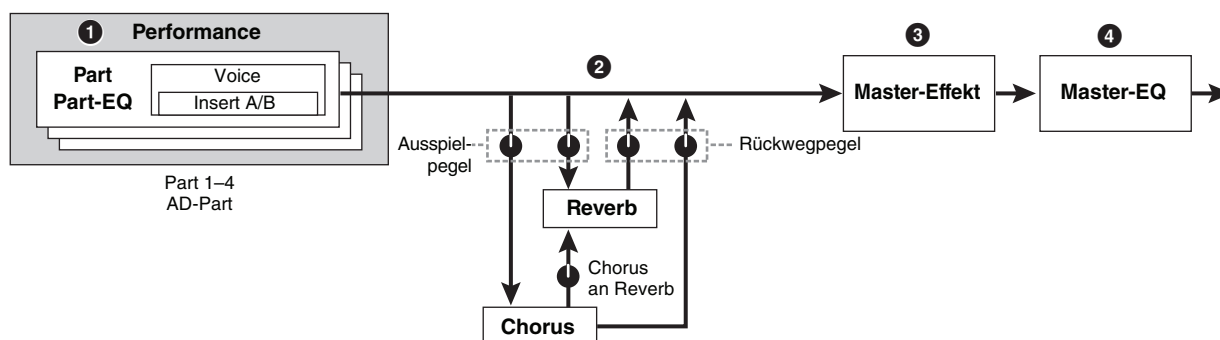 1 Performance
Part
Part-EQ
Voice
Insert A/B
Part 1–4
AD-Part
2
Ausspiel-
pegel
Rückwegpegel
Reverb
Chorus
an Reverb
Chorus
3
Master-Effekt
4
Master-EQ